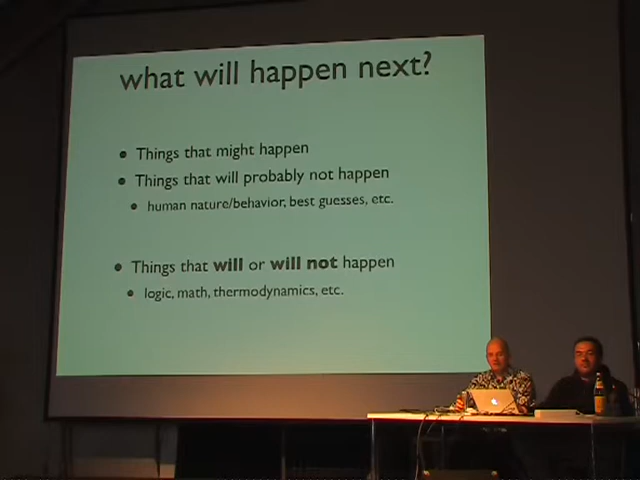 what will happen next?
Things that might happen
Things that will probably not happen
human nature/behavior, best guesses, etc.
Things that will or will not happen
logic, math, thermodynamics, etc.